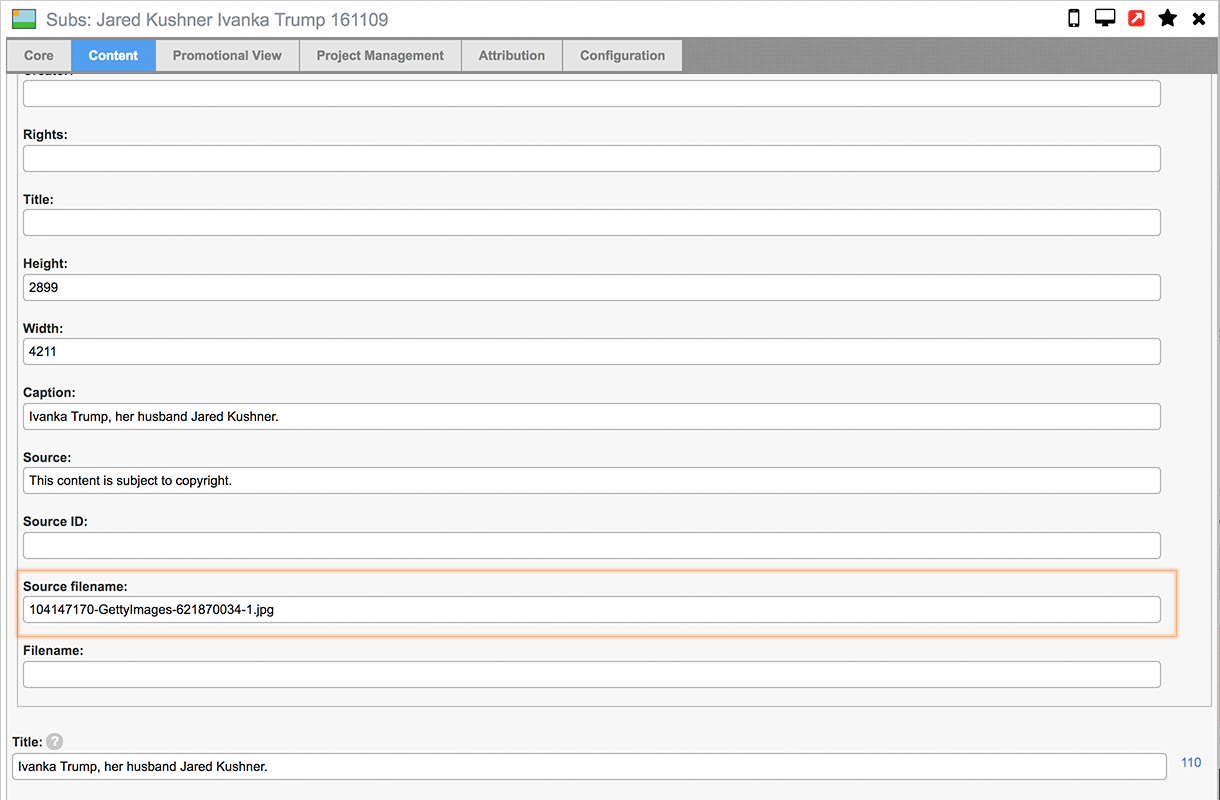 Subs: Jared Kushner Ivanka Trump 161109
Core Content Promotional View Project Management Attribution Configuration
Creator:
Rights:
Title:
Height:
2899
Width:
4211
Caption:
Ivanka Trump, her husband Jared Kushner.
Source:
This content is subject to copyright.
Source ID:
Source filename:
104147170-GettyImages-621870034-1.jpg
Filename:
Title: ?
Ivanka Trump, her husband Jared Kushner.
110